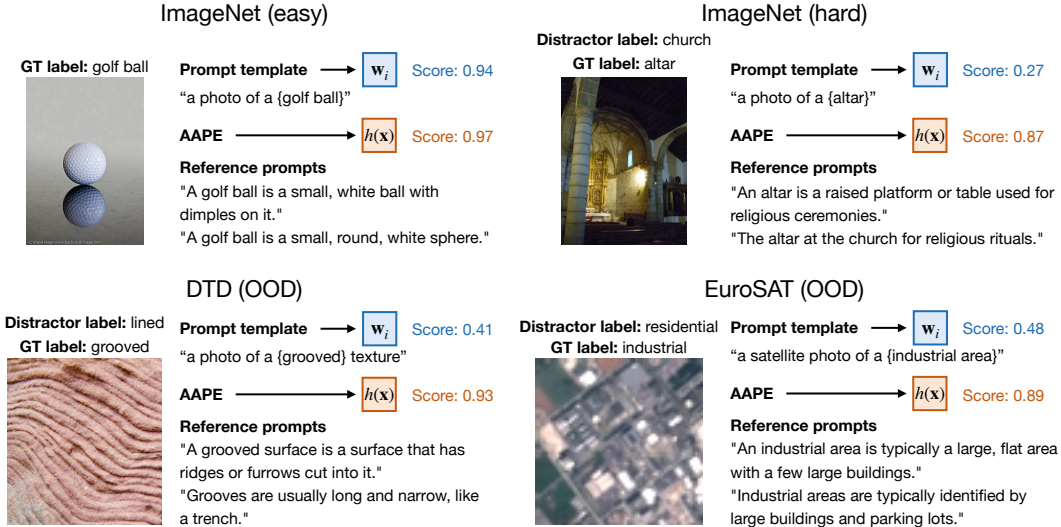 ImageNet (easy)
GT label: golf ball
Prompt template
w_i
Score: 0.94
"a photo of a {golf ball}"
AAPE
h(x)
Score: 0.97
Reference prompts
"A golf ball is a small, white ball with
dimples on it."
"A golf ball is a small, round, white sphere."
ImageNet (hard)
Distractor label: church
GT label: altar
Prompt template
w_i
Score: 0.27
"a photo of a {altar}"
AAPE
h(x)
Score: 0.87
Reference prompts
"An altar is a raised platform or table used for
religious ceremonies."
"The altar at the church for religious rituals."
DTD (OOD)
Distractor label: lined
GT label: grooved
Prompt template
w_i
Score: 0.41
"a photo of a {grooved} texture"
AAPE
h(x)
Score: 0.93
Reference prompts
"A grooved surface is a surface that has
ridges or furrows cut into it."
"Grooves are usually long and narrow, like
a trench."
EuroSAT (OOD)
Distractor label: residential
GT label: industrial
Prompt template
w_i
Score: 0.48
"a satellite photo of a {industrial area}"
AAPE
h(x)
Score: 0.89
Reference prompts
"An industrial area is typically a large, flat area
with a few large buildings."
"Industrial areas are typically identified by
large buildings and parking lots."